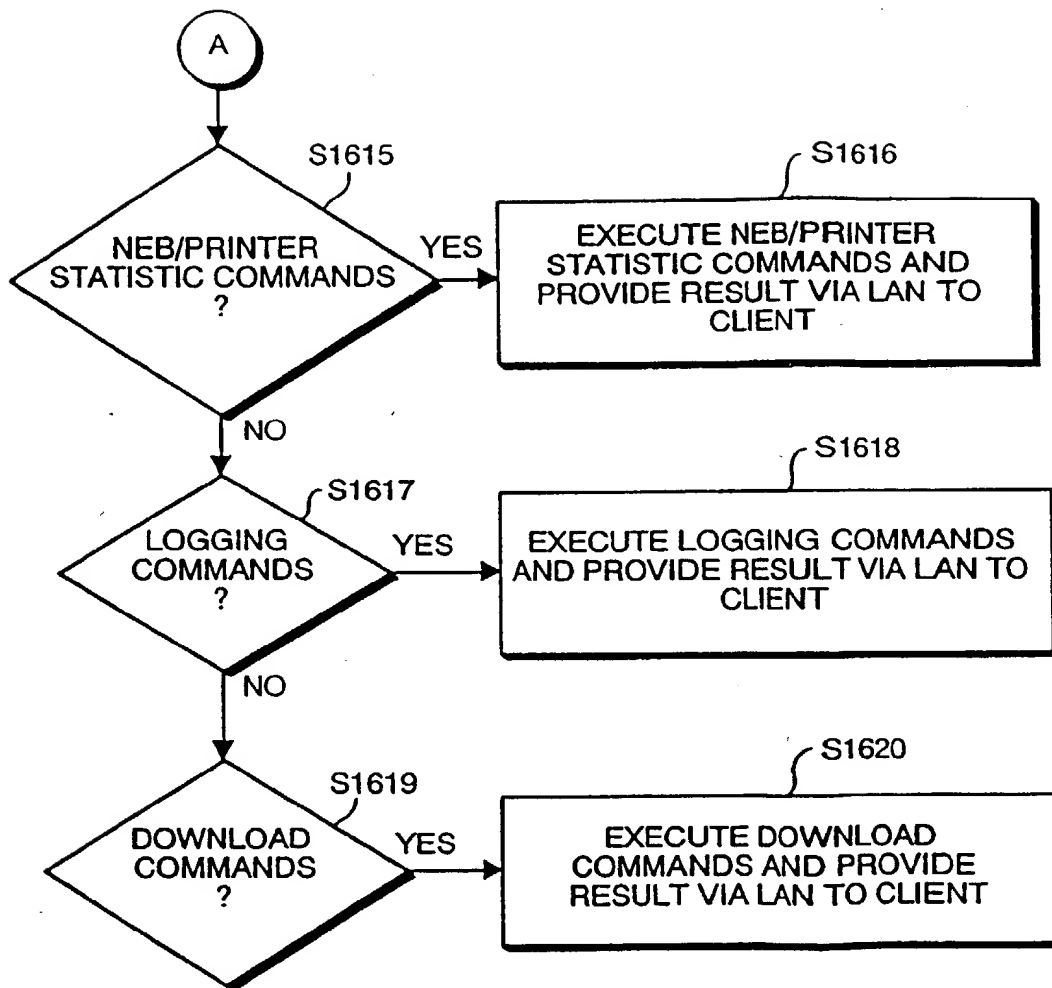 A
S1615
NEB/PRINTER
STATISTIC COMMANDS
?
YES
S1616
EXECUTE NEB/PRINTER
STATISTIC COMMANDS AND
PROVIDE RESULT VIA LAN TO
CLIENT
NO
S1617
LOGGING
COMMANDS
?
YES
S1618
EXECUTE LOGGING COMMANDS
AND PROVIDE RESULT VIA LAN TO
CLIENT
NO
S1619
DOWNLOAD
COMMANDS
?
YES
S1620
EXECUTE DOWNLOAD
COMMANDS AND PROVIDE
RESULT VIA LAN TO CLIENT